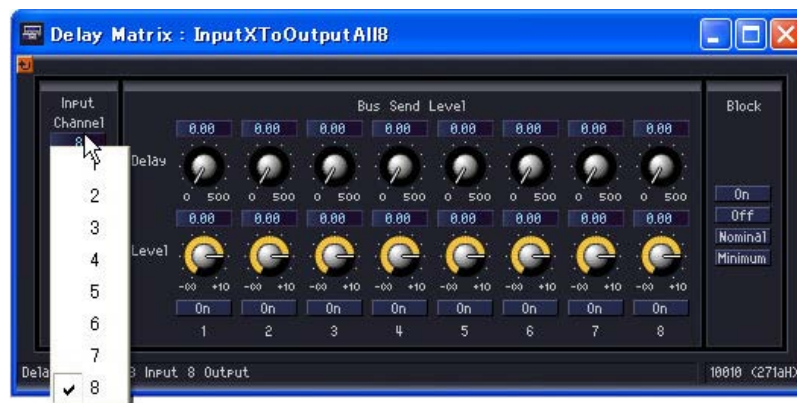 Delay Matrix : InputXToOutputAll8
Input
Channel
8
1
2
3
4
5
6
7
8
Bus Send Level
0.00 0.00 0.00 0.00 0.00 0.00 0.00 0.00
Delay
0 500 0 500 0 500 0 500 0 500 0 500 0 500 0 500
0.00 0.00 0.00 0.00 0.00 0.00 0.00 0.00
Level
-∞ +10 -∞ +10 -∞ +10 -∞ +10 -∞ +10 -∞ +10 -∞ +10 -∞ +10
On On On On On On On On
1 2 3 4 5 6 7 8
Block
On
Off
Nominal
Minimum
Input 8 Output
10010 (271aH)